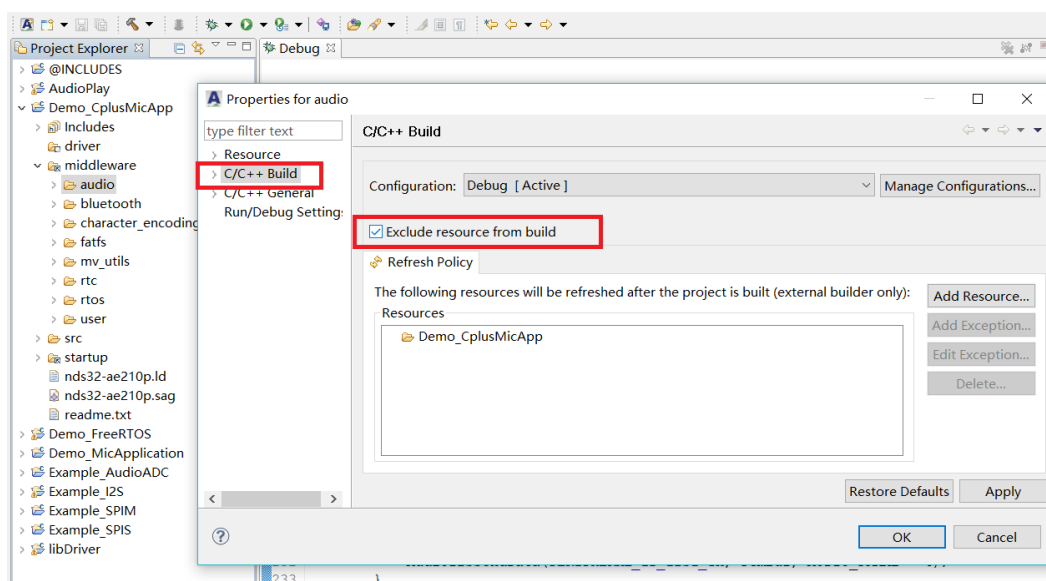 Project Explorer
Debug
@INCLUDES
AudioPlay
Demo_CplusMicApp
Includes
driver
middleware
audio
bluetooth
character_encoding
fatfs
mv_utils
rtc
rtos
user
src
startup
nds32-ae210p.ld
nds32-ae210p.sag
readme.txt
Demo_FreeRTOS
Demo_MicApplication
Example_AudioADC
Example_I2S
Example_SPIM
Example_SPIS
libDriver
Properties for audio
type filter text
Resource
C/C++ Build
C/C++ General
Run/Debug Settings
C/C++ Build
Configuration:
Debug [ Active ]
Manage Configurations...
Exclude resource from build
Refresh Policy
The following resources will be refreshed after the project is built (external builder only):
Resources
Demo_CplusMicApp
Add Resource...
Add Exception...
Edit Exception...
Delete...
Restore Defaults
Apply
OK
Cancel
233
}